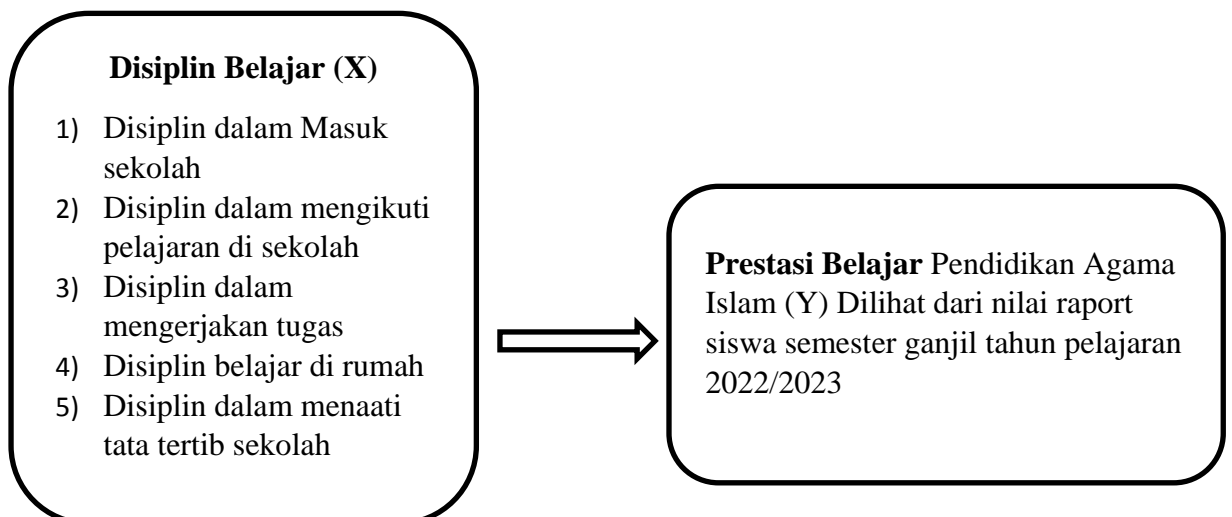 Disiplin Belajar (X)
1) Disiplin dalam Masuk
sekolah
2) Disiplin dalam mengikuti
pelajaran di sekolah
3) Disiplin dalam
mengerjakan tugas
4) Disiplin belajar di rumah
5) Disiplin dalam menaati
tata tertib sekolah
Prestasi Belajar Pendidikan Agama
Islam (Y) Dilihat dari nilai raport
siswa semester ganjil tahun pelajaran
2022/2023